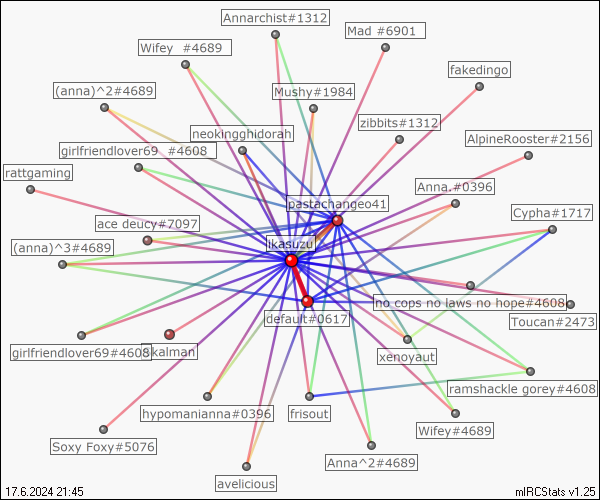 Annarchist#1312
Mad #6901
Wifey #4689
fakedingo
(anna)^2#4689
Mushy#1984
zibbits#1312
neokingghidorah
AlpineRooster#2156
girlfriendlover69 #4608
rattgaming
Anna.#0396
pastachangeo41
Cypha#1717
ace deucy#7097
(anna)^3#4689
ikasuzu
no cops no laws no hope#4608
default#0617
Toucan#2473
girlfriendlover69#4608
kalman
xenoyaut
ramshackle gorey#4608
hypomanianna#0396
frisout
Wifey#4689
Soxy Foxy#5076
Anna^2#4689
avelicious
17.6.2024 21:45
mIRCStats v1.25